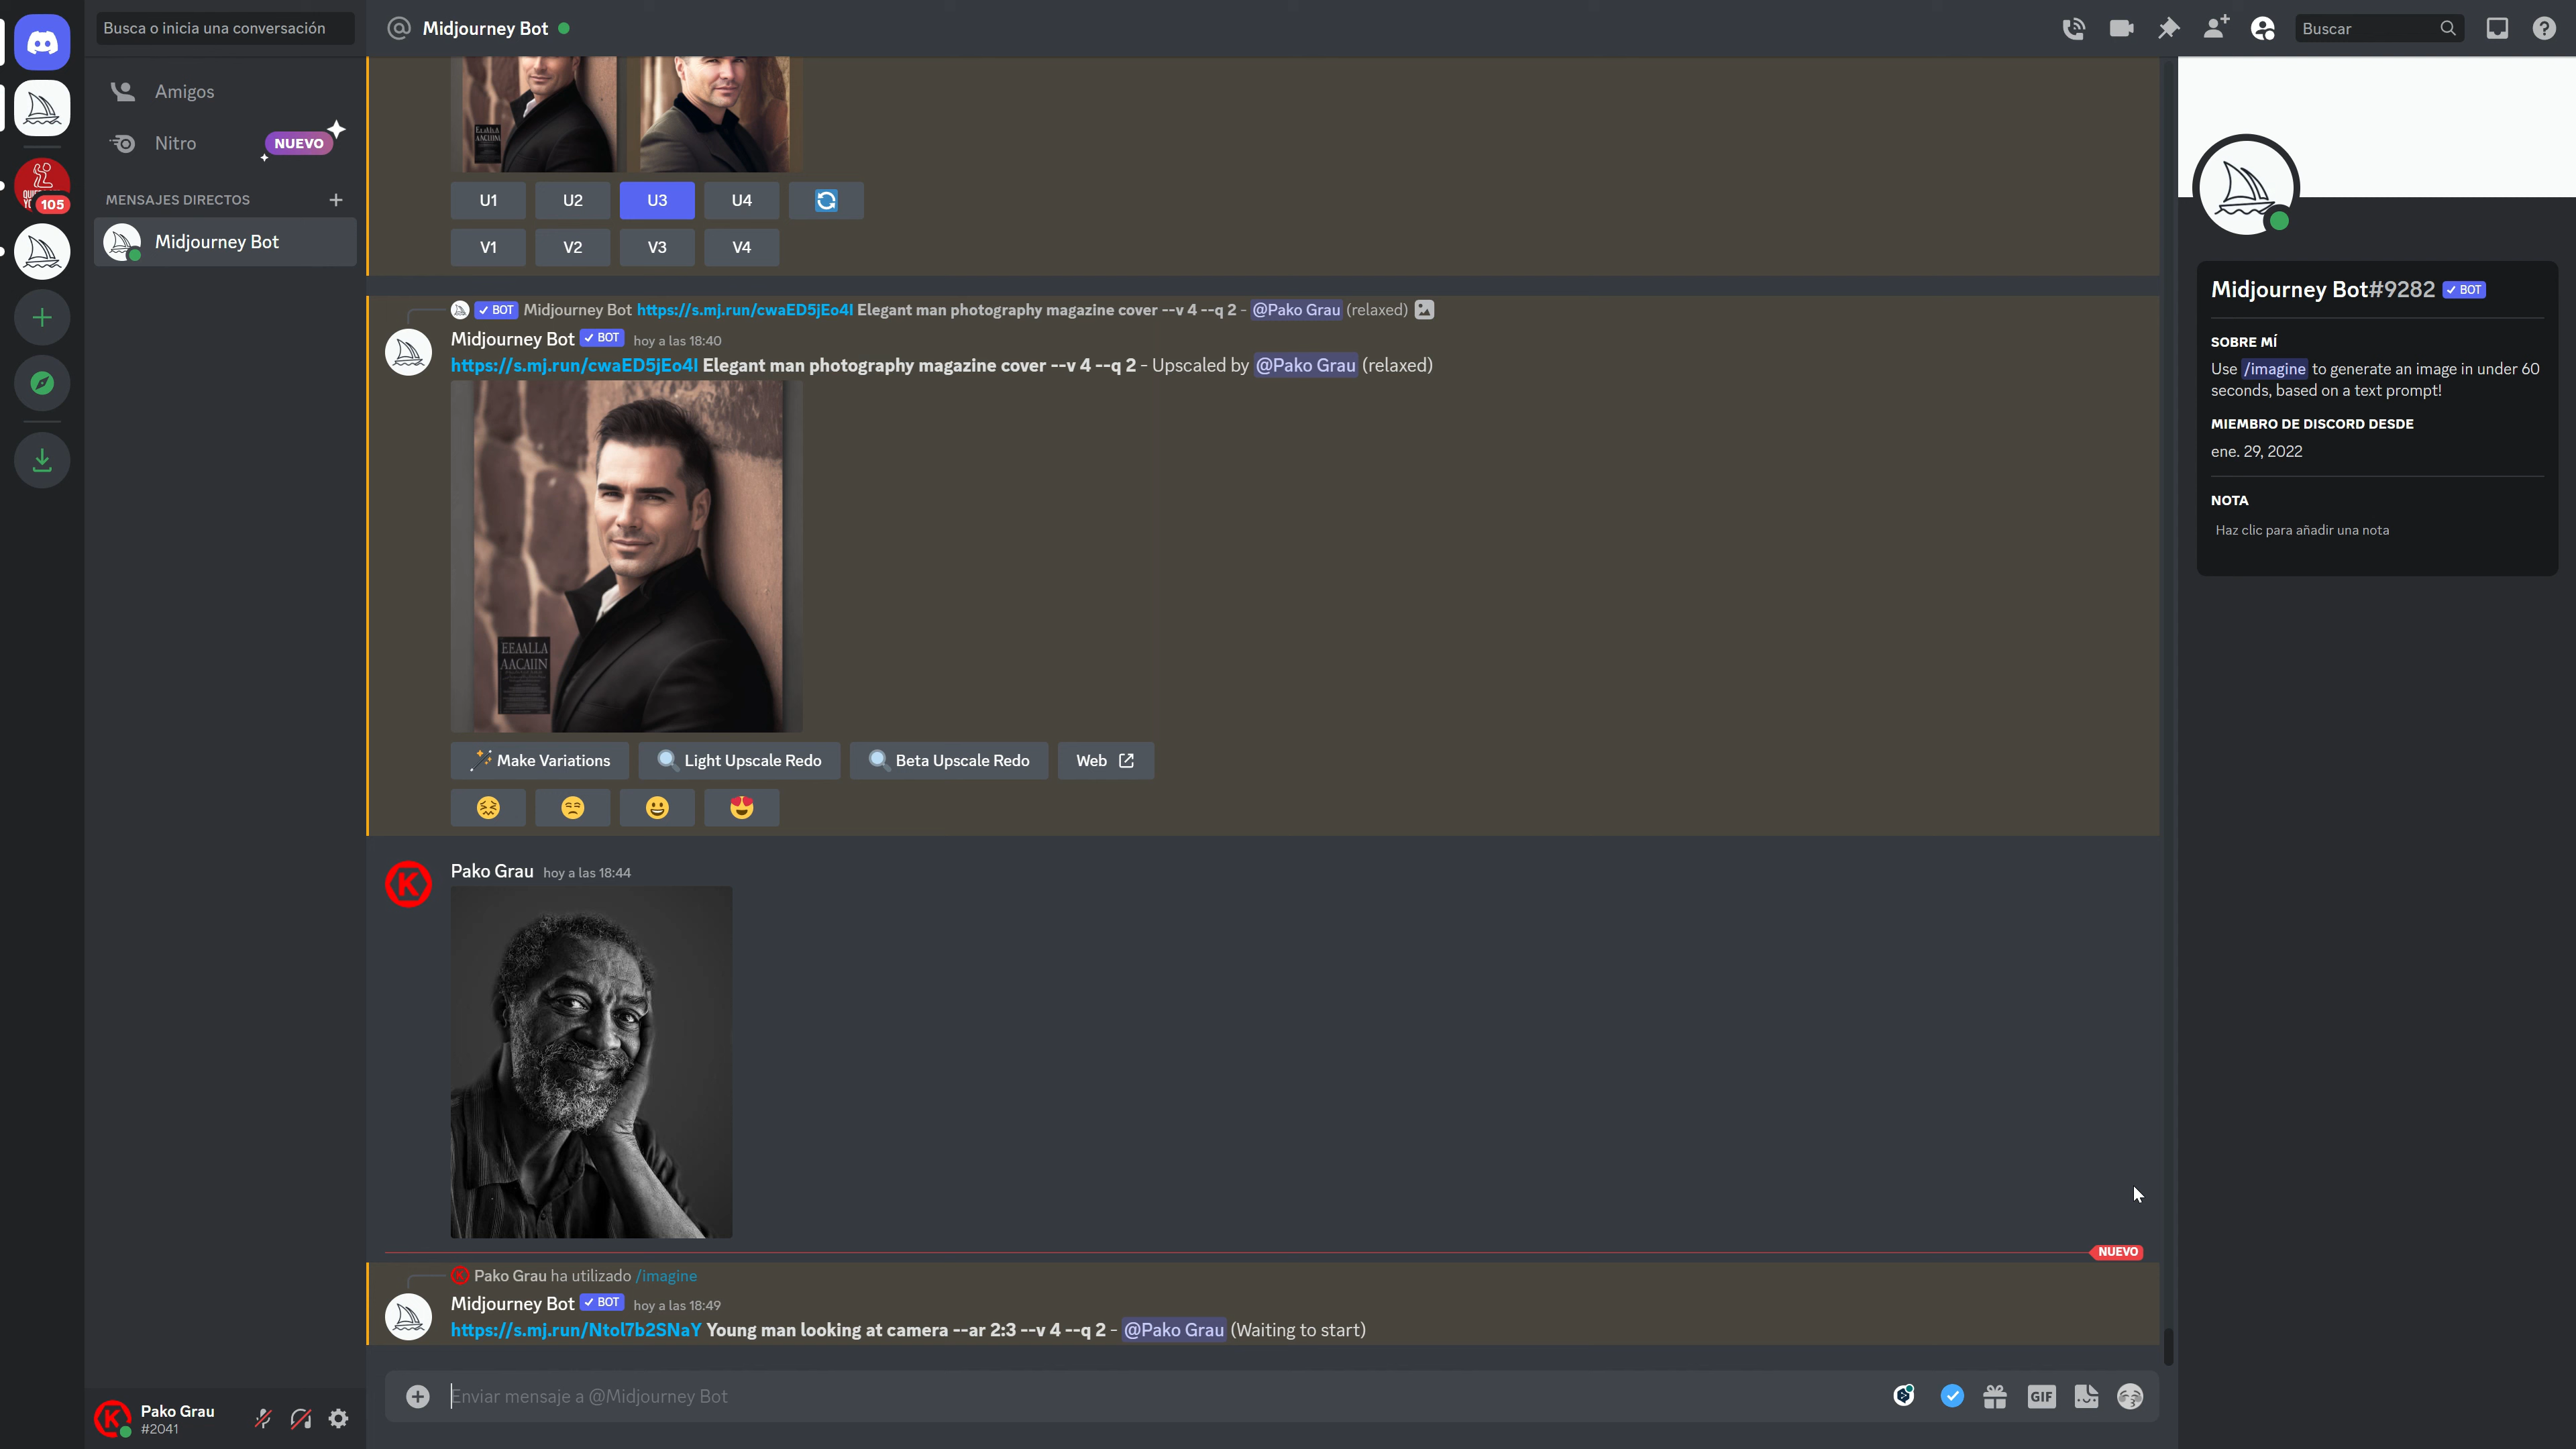 Busca o inicia una conversación
Midjourney Bot
Buscar
Amigos
Nitro
NUEVO
105
MENSAJES DIRECTOS
Midjourney Bot
U1 U2 U3 U4
V1 V2 V3 V4
✓ BOT Midjourney Bot https://s.mj.run/cwaED5jEo4I Elegant man photography magazine cover --v 4 --q 2 - @Pako Grau (relaxed)
Midjourney Bot ✓ BOT hoy a las 18:40
https://s.mj.run/cwaED5jEo4I Elegant man photography magazine cover --v 4 --q 2 - Upscaled by @Pako Grau (relaxed)
EEMLLA
AACAIIN
Make Variations Light Upscale Redo Beta Upscale Redo Web
Pako Grau hoy a las 18:44
NUEVO
Pako Grau ha utilizado /imagine
Midjourney Bot ✓ BOT hoy a las 18:49
https://s.mj.run/Ntol7b2SNaY Young man looking at camera --ar 2:3 --v 4 --q 2 - @Pako Grau (Waiting to start)
Enviar mensaje a @Midjourney Bot
GIF
Pako Grau
#2041
Midjourney Bot#9282 ✓ BOT
SOBRE MÍ
Use /imagine to generate an image in under 60
seconds, based on a text prompt!
MIEMBRO DE DISCORD DESDE
ene. 29, 2022
NOTA
Haz clic para añadir una nota